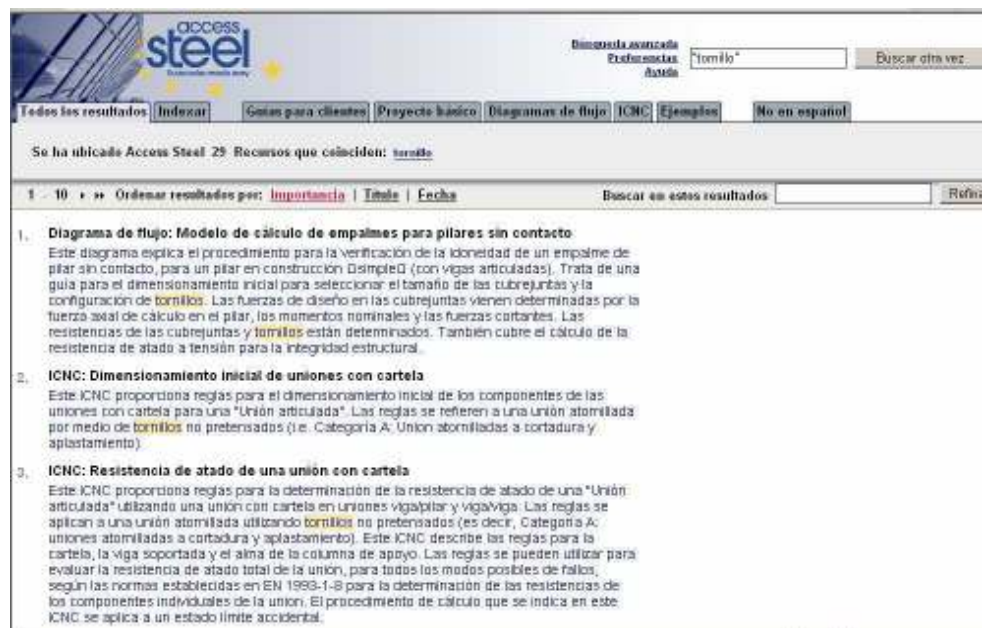 access
steel
Búsqueda avanzada
Preferencias
Ayuda
"tornillo"
Buscar otra vez
Todos los resultados Indexar Guías para clientes Proyecto básico Diagramas de flujo ICNC Ejemplos No en español
Se ha ubicado Access Steel 29 Recursos que coinciden: tornillo
1 - 10 Ordenar resultados por: Importancia | Título | Fecha Buscar en estos resultados
1. Diagrama de flujo: Modelo de cálculo de empalmes para pilares sin contacto
Este diagrama explica el procedimiento para la verificación de la idoneidad de un empalme de
pilar sin contacto, para un pilar en construcción □simple□ (con vigas articuladas). Trata de una
guía para el dimensionamiento inicial para seleccionar el tamaño de las cubrejuntas y la
configuración de tornillos. Las fuerzas de diseño en las cubrejuntas vienen determinadas por la
fuerza axial de cálculo en el pilar, los momentos nominales y las fuerzas cortantes. Las
resistencias de las cubrejuntas y tornillos están determinados. También cubre el cálculo de la
resistencia de atado a tensión para la integridad estructural.
2. ICNC: Dimensionamiento inicial de uniones con cartela
Este ICNC proporciona reglas para el dimensionamiento inicial de los componentes de las
uniones con cartela para una "Unión articulada". Las reglas se refieren a una unión atornillada
por medio de tornillos no pretensados (i.e. Categoría A: Union atornilladas a cortadura y
aplastamiento)
3. ICNC: Resistencia de atado de una unión con cartela
Este ICNC proporciona reglas para la determinación de la resistencia de atado de una "Unión
articulada" utilizando una unión con cartela en uniones viga/pilar y viga/viga. Las reglas se
aplican a una unión atornillada utilizando tornillos no pretensados (es decir, Categoría A:
uniones atornilladas a cortadura y aplastamiento). Este ICNC describe las reglas para la
cartela, la viga soportada y el alma de la columna de apoyo. Las reglas se pueden utilizar para
evaluar la resistencia de atado total de la unión, para todos los modos posibles de fallos,
según las normas establecidas en EN 1993-1-8 para la determinación de las resistencias de
los componentes individuales de la union. El procedimiento de cálculo que se indica en este
ICNC se aplica a un estado límite accidental.